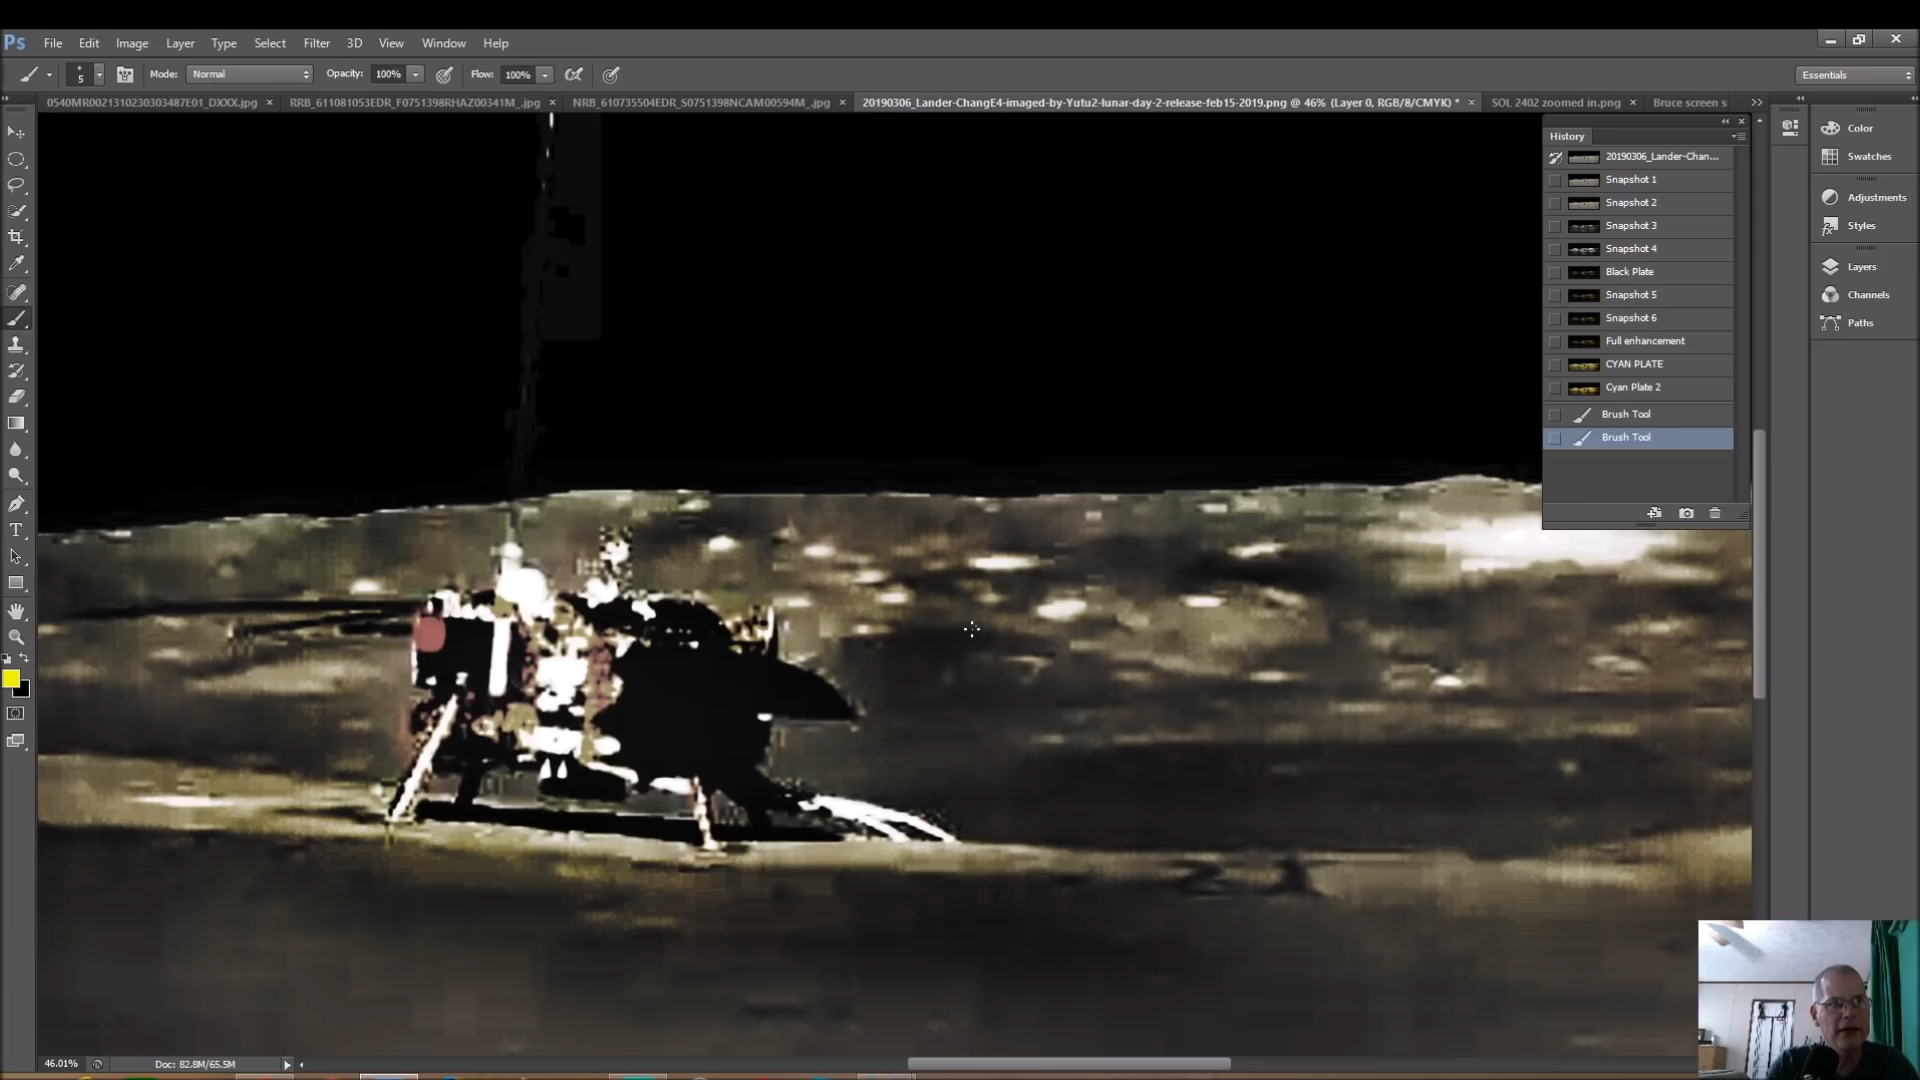 Ps File Edit Image Layer Type Select Filter 3D View Window Help
5 Mode: Normal Opacity: 100% Flow: 100% Essentials
0540MR0021310230303487E01_DXXX.jpg × RRB_611081053EDR_F0751398RHAZ00341M_.jpg × NRB_610735504EDR_S0751398NCAM00594M_.jpg × 20190306_Lander-ChangE4-imaged-by-Yutu2-lunar-day-2-release-feb15-2019.png @ 46% (Layer 0, RGB/8/CMYK) * × SOL 2402 zoomed in.png × Bruce screen s
History
20190306_Lander-Chan...
Snapshot 1
Snapshot 2
Snapshot 3
Snapshot 4
Black Plate
Snapshot 5
Snapshot 6
Full enhancement
CYAN PLATE
Cyan Plate 2
Brush Tool
Brush Tool
Color
Swatches
Adjustments
Styles
Layers
Channels
Paths
T
46.01% Doc: 82.8M/65.5M